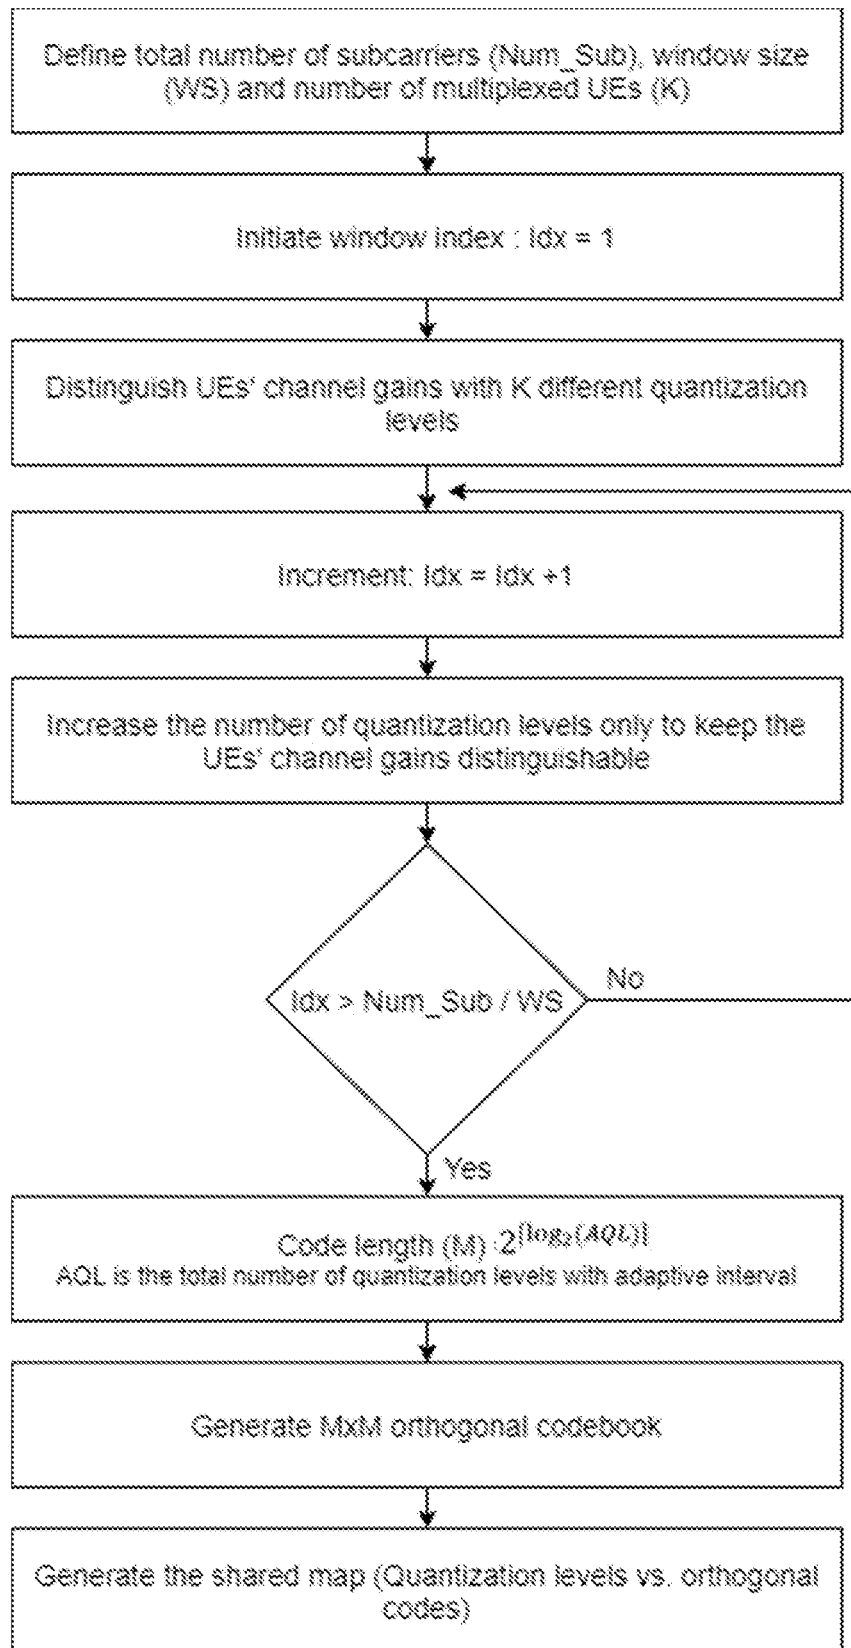 Define total number of subcarriers (Num_Sub), window size
(WS) and number of multiplexed UEs (K)
Initiate window index : Idx = 1
Distinguish UEs' channel gains with K different quantization
levels
Increment: Idx = Idx +1
Increase the number of quantization levels only to keep the
UEs' channel gains distinguishable
Idx > Num_Sub / WS
No
Yes
Code length (M) :2^⌈log₂(AQL)⌉
AQL is the total number of quantization levels with adaptive interval
Generate MxM orthogonal codebook
Generate the shared map (Quantization levels vs. orthogonal
codes)